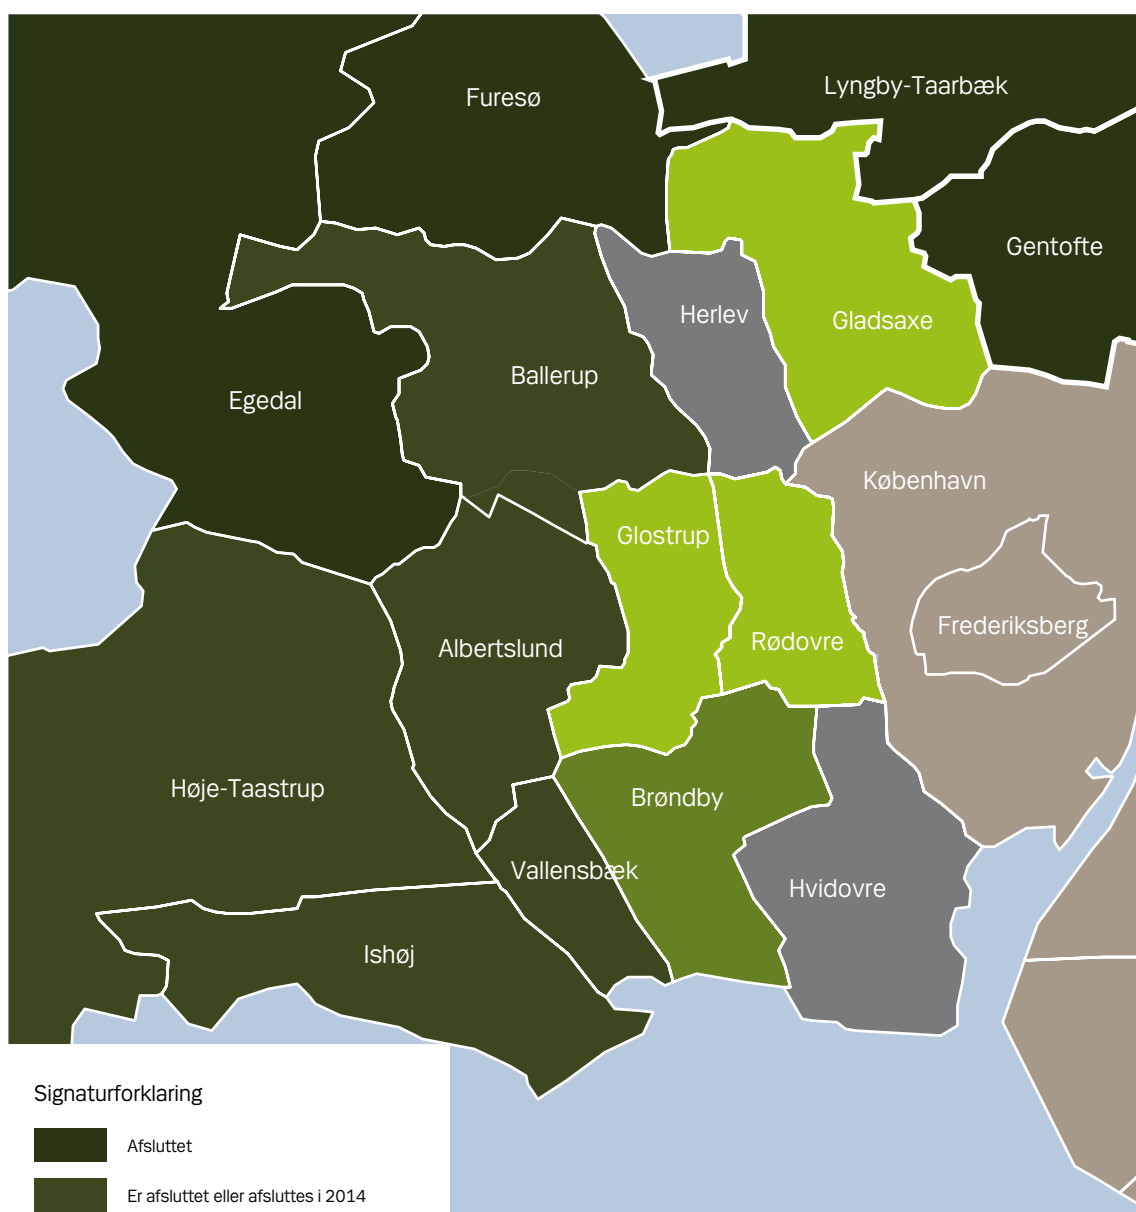 Furesø
Lyngby-Taarbæk
Gentofte
Herlev
Gladsaxe
Ballerup
Egedal
København
Glostrup
Frederiksberg
Rødovre
Albertslund
Høje-Taastrup
Brøndby
Vallensbæk
Hvidovre
Ishøj
Signaturforklaring
Afsluttet
Er afsluttet eller afsluttes i 2014